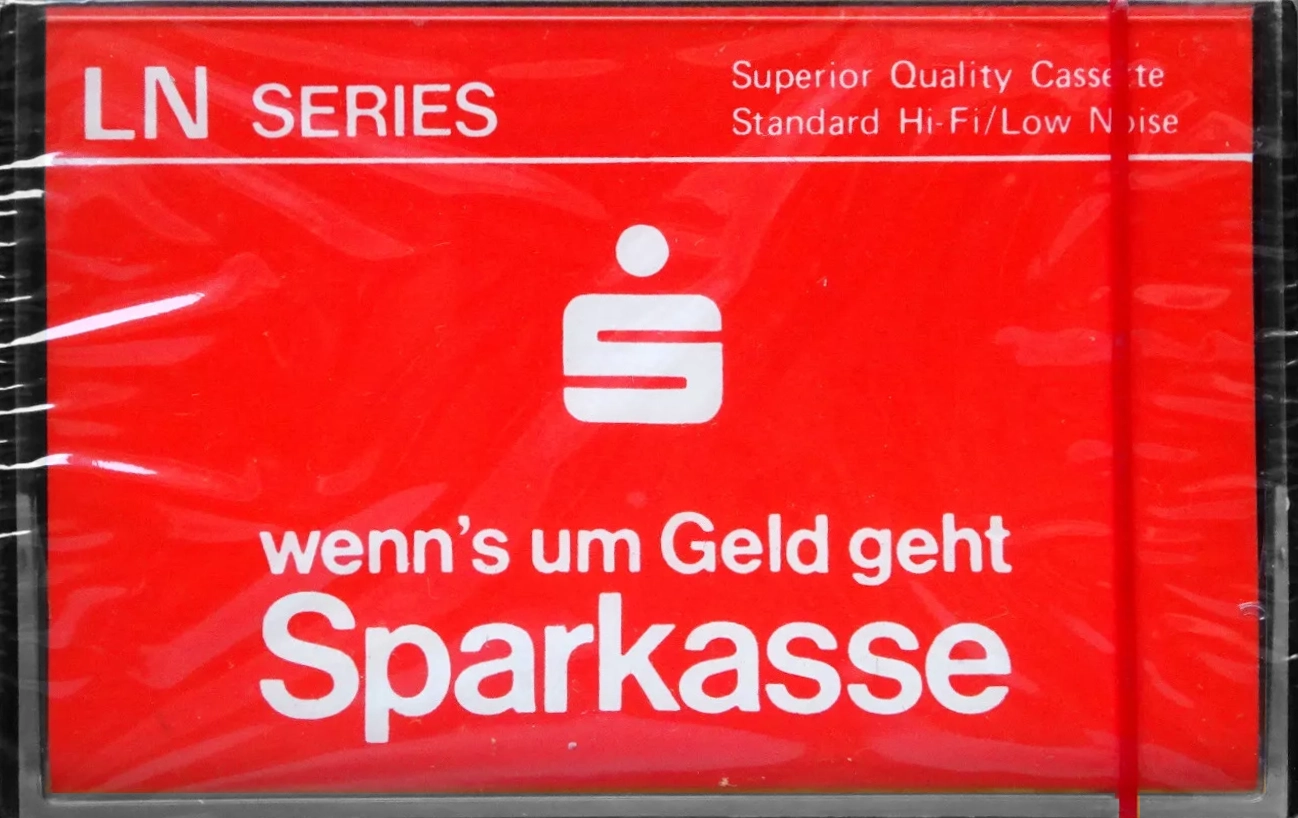 LN SERIES
Superior Quality Cassette
Standard Hi-Fi/Low Noise
wenn's um Geld geht
Sparkasse